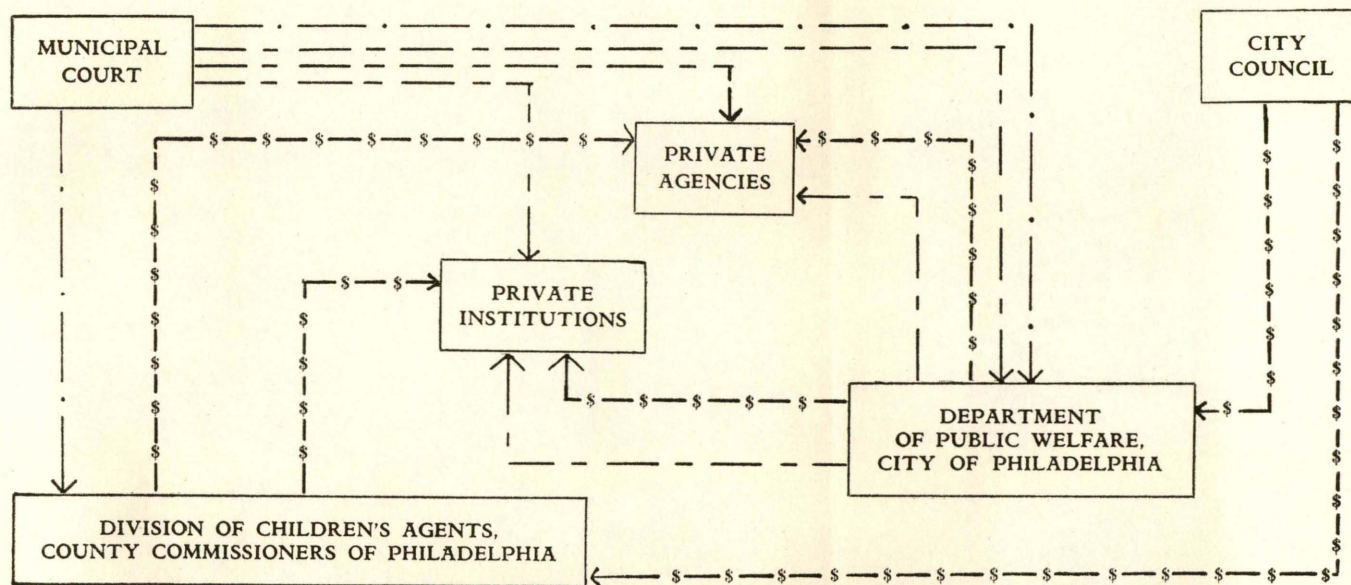 MUNICIPAL
COURT
CITY
COUNCIL
PRIVATE
AGENCIES
PRIVATE
INSTITUTIONS
DEPARTMENT
OF PUBLIC WELFARE,
CITY OF PHILADELPHIA
DIVISION OF CHILDREN'S AGENTS,
COUNTY COMMISSIONERS OF PHILADELPHIA